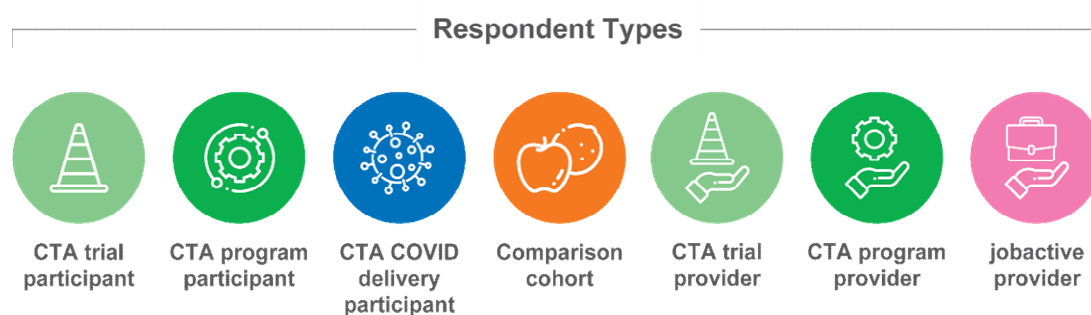 Respondent Types
CTA trial
participant
CTA program
participant
CTA COVID
delivery
participant
Comparison
cohort
CTA trial
provider
CTA program
provider
jobactive
provider